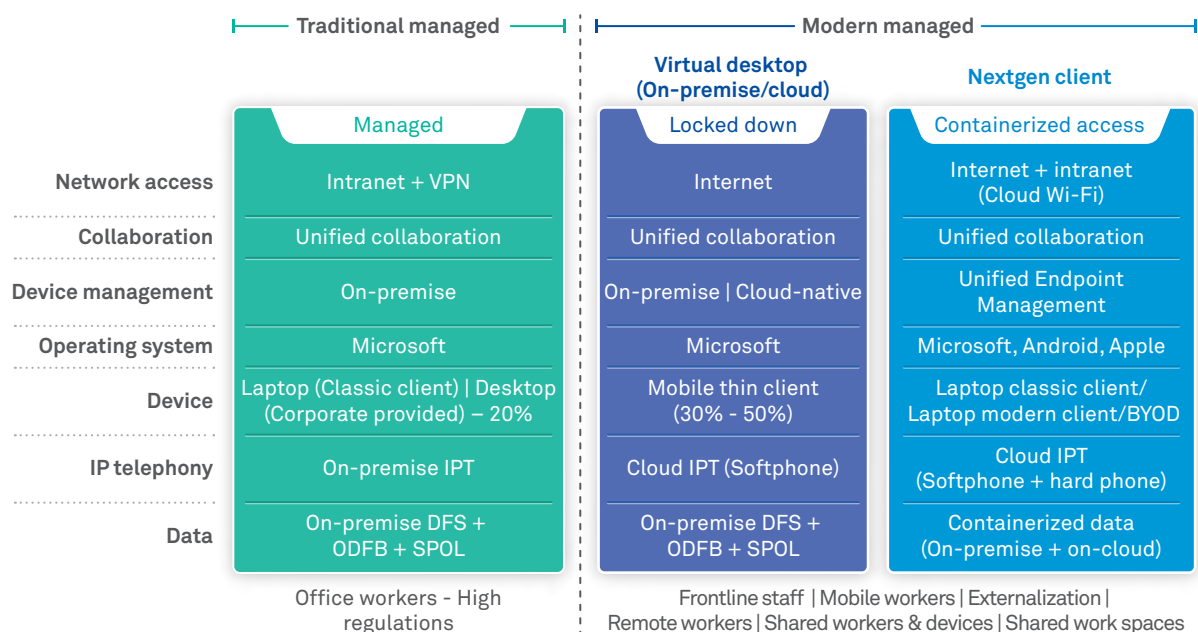 Traditional managed
Modern managed
Virtual desktop
(On-premise/cloud)
Nextgen client
Managed
Locked down
Containerized access
Network access
Intranet + VPN
Internet
Internet + intranet
(Cloud Wi-Fi)
Collaboration
Unified collaboration
Unified collaboration
Unified collaboration
Device management
On-premise
On-premise | Cloud-native
Unified Endpoint
Management
Operating system
Microsoft
Microsoft
Microsoft, Android, Apple
Device
Laptop (Classic client) | Desktop
(Corporate provided) – 20%
Mobile thin client
(30% - 50%)
Laptop classic client/
Laptop modern client/BYOD
IP telephony
On-premise IPT
Cloud IPT (Softphone)
Cloud IPT
(Softphone + hard phone)
Data
On-premise DFS +
ODFB + SPOL
On-premise DFS +
ODFB + SPOL
Containerized data
(On-premise + on-cloud)
Office workers - High
regulations
Frontline staff | Mobile workers | Externalization |
Remote workers | Shared workers & devices | Shared work spaces